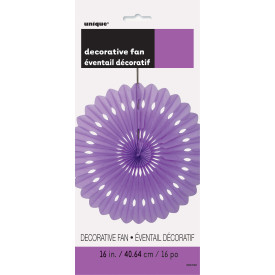 unique®
decorative fan
éventail décoratif
DECORATIVE FAN • ÉVENTAIL DÉCORATIF
16 in. / 40.64 cm / 16 po